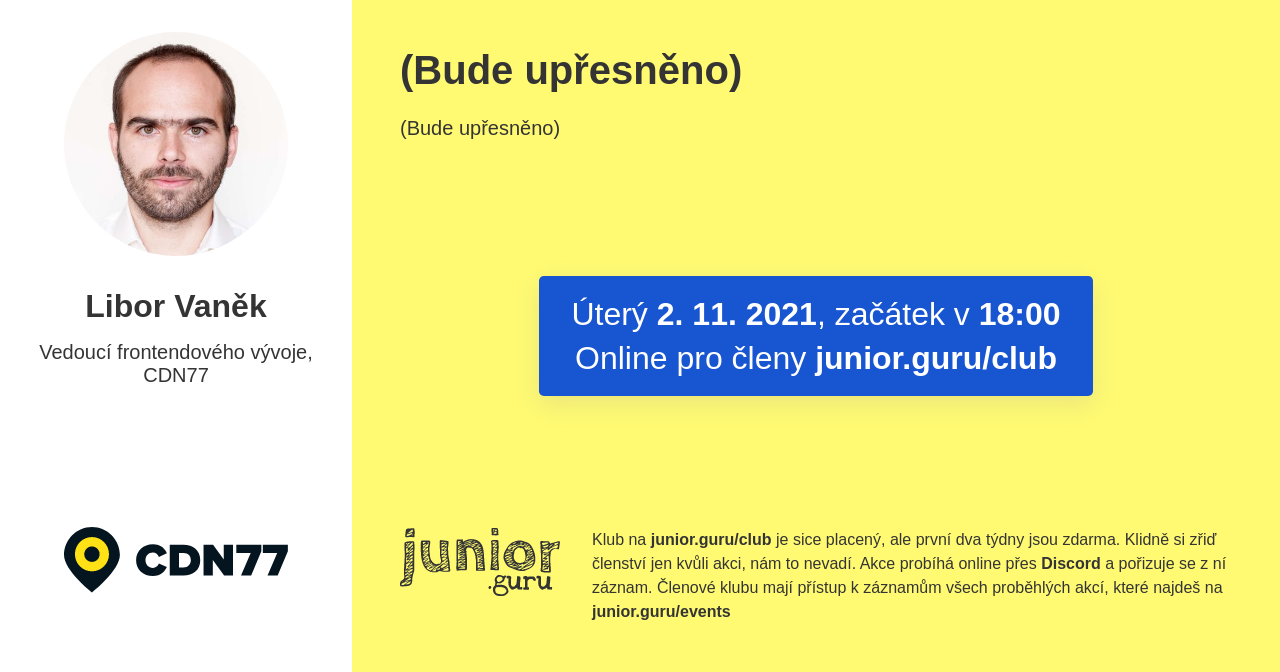 Libor Vaněk
Vedoucí frontendového vývoje,
CDN77
CDN77
(Bude upřesněno)
(Bude upřesněno)
Úterý 2. 11. 2021, začátek v 18:00
Online pro členy junior.guru/club
junior
.guru
Klub na junior.guru/club je sice placený, ale první dva týdny jsou zdarma. Klidně si zřiď
členství jen kvůli akci, nám to nevadí. Akce probíhá online přes Discord a pořizuje se z ní
záznam. Členové klubu mají přístup k záznamům všech proběhlých akcí, které najdeš na
junior.guru/events